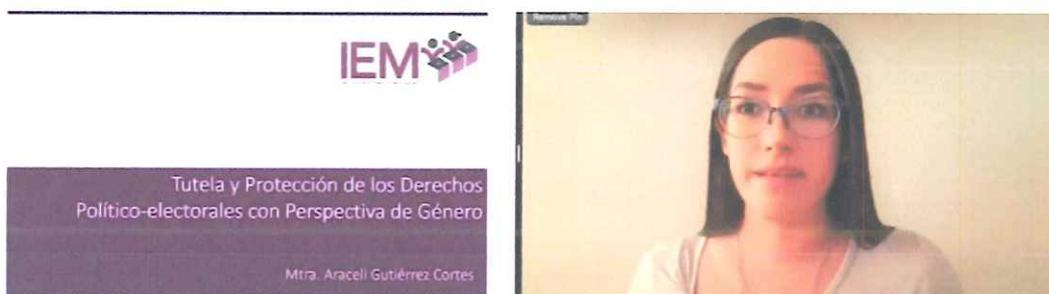 IEM
Tutela y Protección de los Derechos
Político-electorales con Perspectiva de Género
Mtra. Araceli Gutiérrez Cortes
Remove Pin